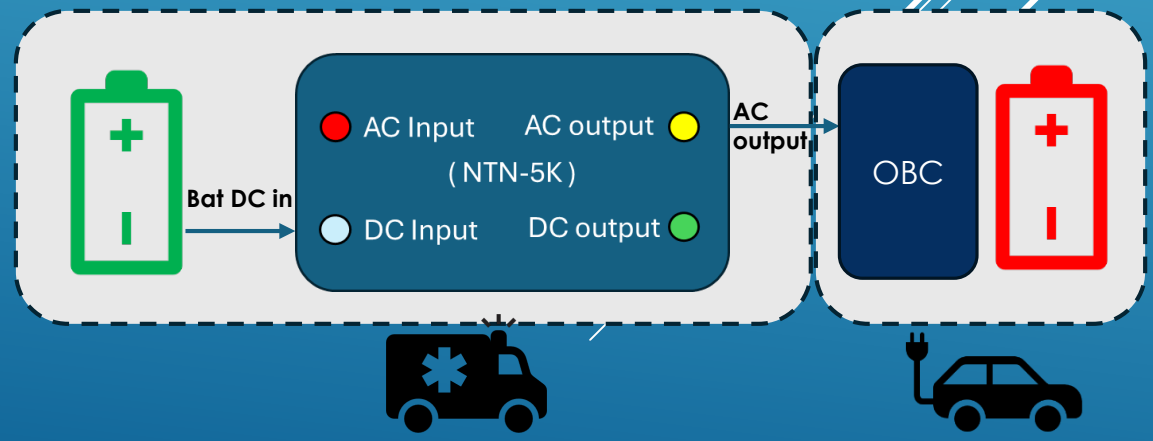 Bat DC in
AC Input
AC output
( NTN-5K )
DC Input
DC output
AC
output
OBC